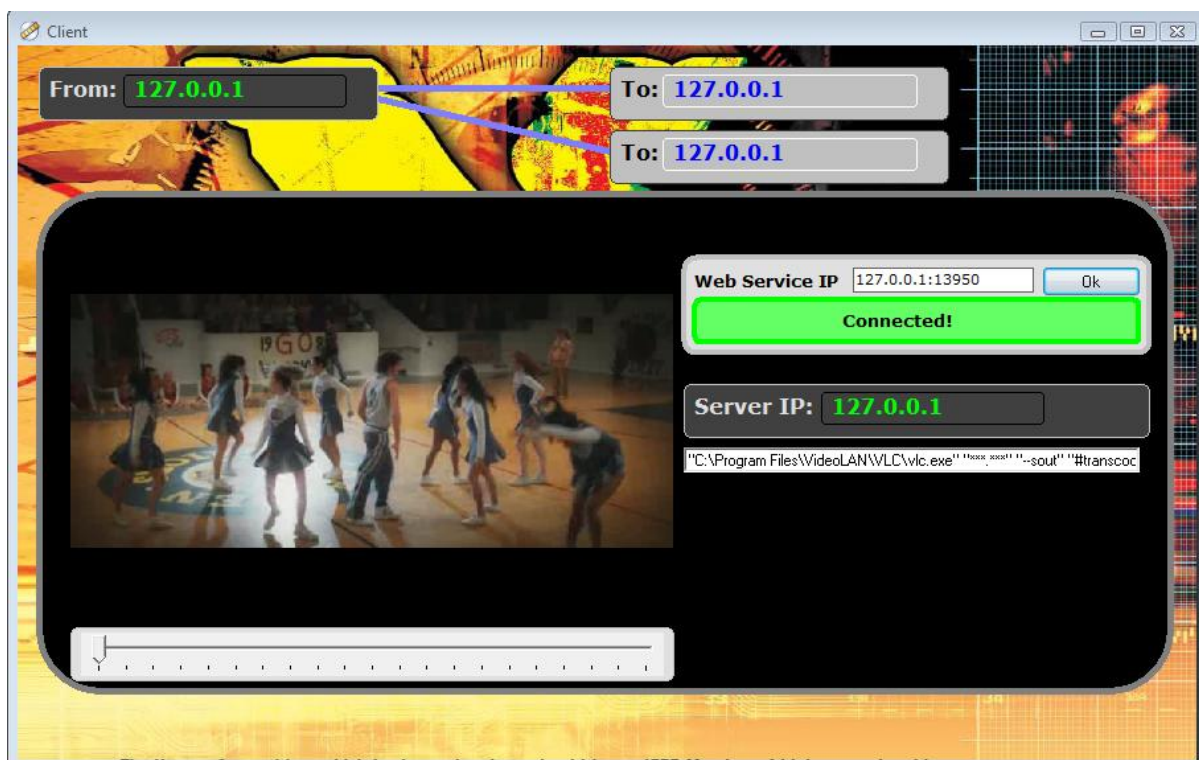 Client
From: 127.0.0.1
To: 127.0.0.1
To: 127.0.0.1
Web Service IP 127.0.0.1:13950 Ok
Connected!
Server IP: 127.0.0.1
"C:\Program Files\VideoLAN\VLC\vlc.exe" "***.***" "--sout" "#transcoc